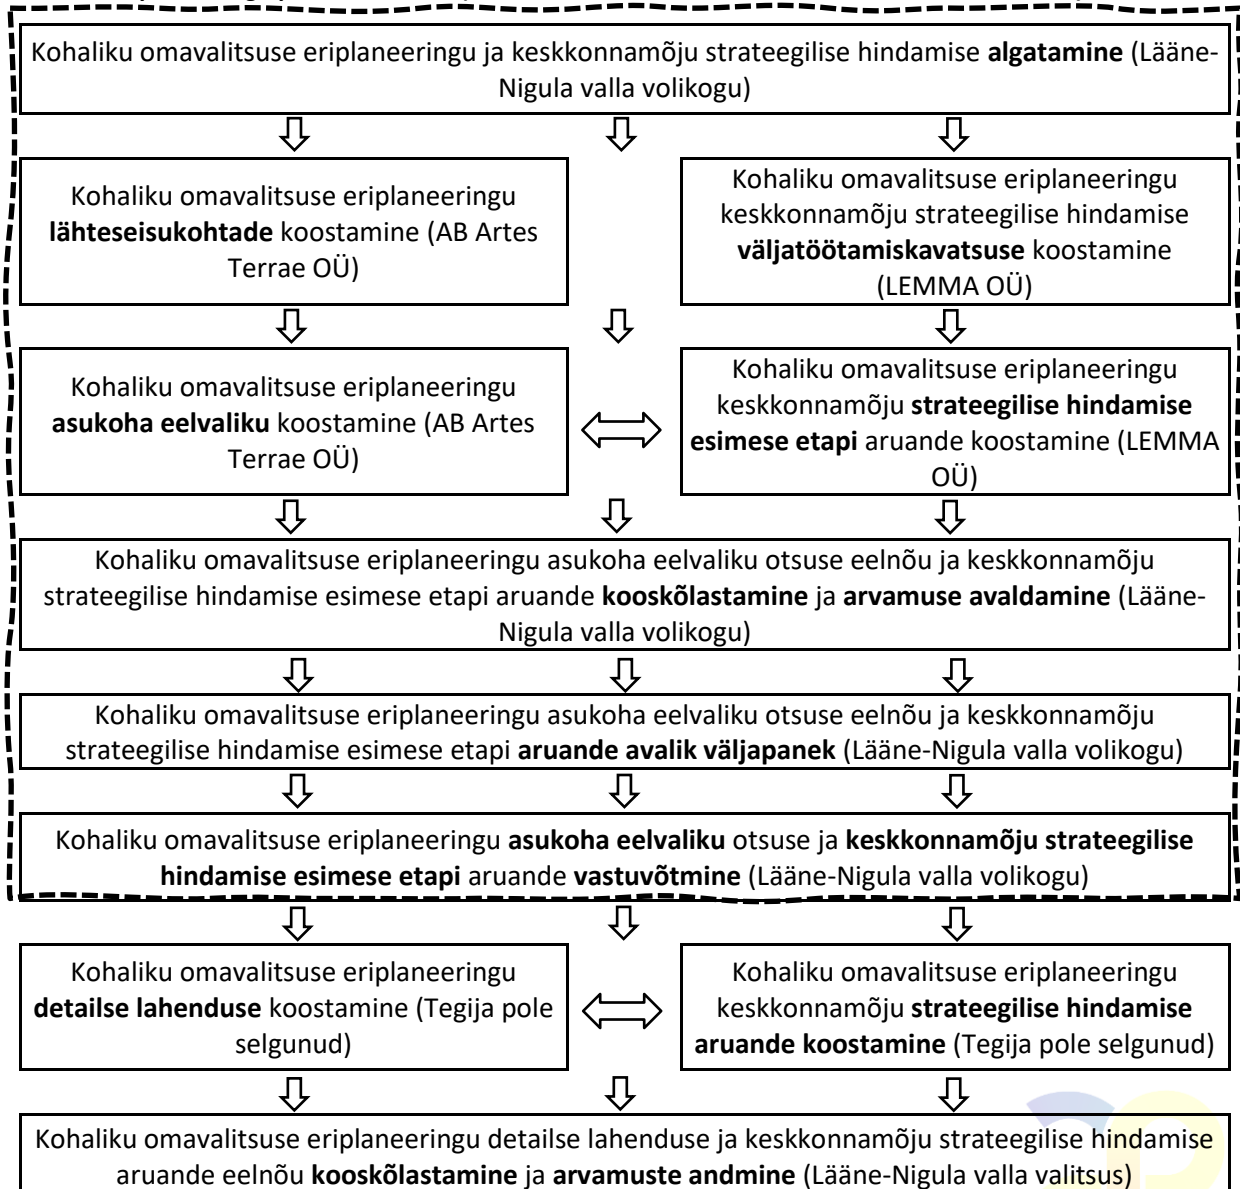 Kohaliku omavalitsuse eriplaneeringu ja keskkonnamõju strateegilise hindamise algatamine (Lääne-
Nigula valla volikogu)
Kohaliku omavalitsuse eriplaneeringu
lähteseisukohtade koostamine (AB Artes
Terrae OÜ)
Kohaliku omavalitsuse eriplaneeringu
keskkonnamõju strateegilise hindamise
väljatöötamiskavatsuse koostamine
(LEMMA OÜ)
Kohaliku omavalitsuse eriplaneeringu
asukoha eelvaliku koostamine (AB Artes
Terrae OÜ)
Kohaliku omavalitsuse eriplaneeringu
keskkonnamõju strateegilise hindamise
esimese etapi aruande koostamine (LEMMA
OÜ)
Kohaliku omavalitsuse eriplaneeringu asukoha eelvaliku otsuse eelnõu ja keskkonnamõju
strateegilise hindamise esimese etapi aruande kooskõlastamine ja arvamuse avaldamine (Lääne-
Nigula valla volikogu)
Kohaliku omavalitsuse eriplaneeringu asukoha eelvaliku otsuse eelnõu ja keskkonnamõju
strateegilise hindamise esimese etapi aruande avalik väljapanek (Lääne-Nigula valla volikogu)
Kohaliku omavalitsuse eriplaneeringu asukoha eelvaliku otsuse ja keskkonnamõju strateegilise
hindamise esimese etapi aruande vastuvõtmine (Lääne-Nigula valla volikogu)
Kohaliku omavalitsuse eriplaneeringu
detailse lahenduse koostamine (Tegija pole
selgunud)
Kohaliku omavalitsuse eriplaneeringu
keskkonnamõju strateegilise hindamise
aruande koostamine (Tegija pole selgunud)
Kohaliku omavalitsuse eriplaneeringu detailse lahenduse ja keskkonnamõju strateegilise hindamise
aruande eelnõu kooskõlastamine ja arvamuste andmine (Lääne-Nigula valla valitsus)